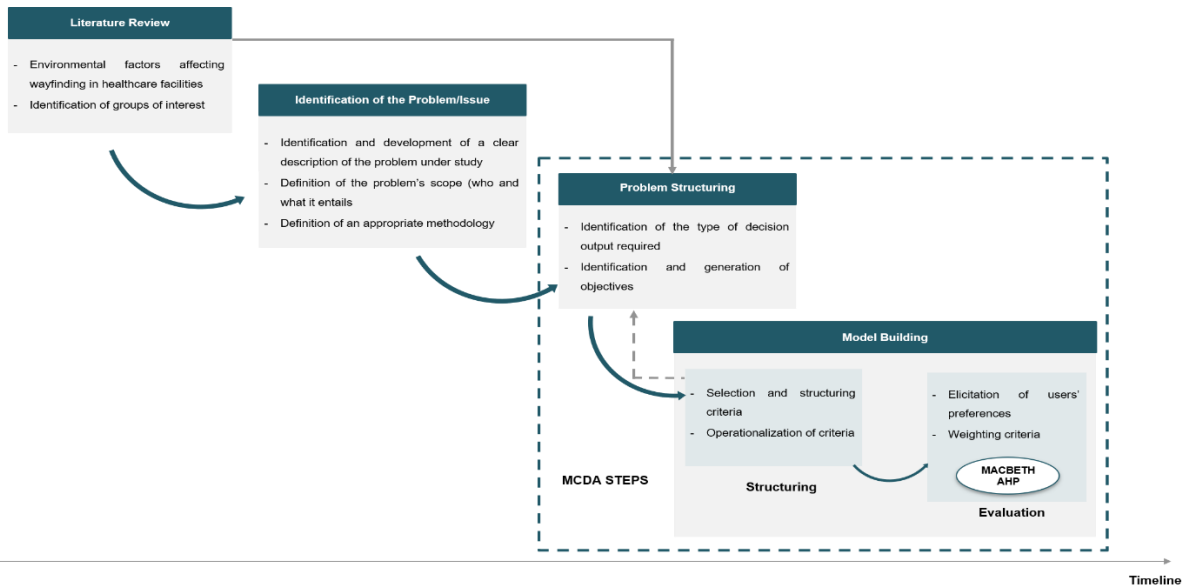 Literature Review
- Environmental factors affecting
wayfinding in healthcare facilities
- Identification of groups of interest
Identification of the Problem/Issue
- Identification and development of a clear
description of the problem under study
- Definition of the problem's scope (who and
what it entails
- Definition of an appropriate methodology
Problem Structuring
- Identification of the type of decision
output required
- Identification and generation of
objectives
Model Building
- Selection and structuring
criteria
- Operationalization of criteria
Structuring
- Elicitation of users'
preferences
- Weighting criteria
MACBETH
AHP
Evaluation
MCDA STEPS
Timeline